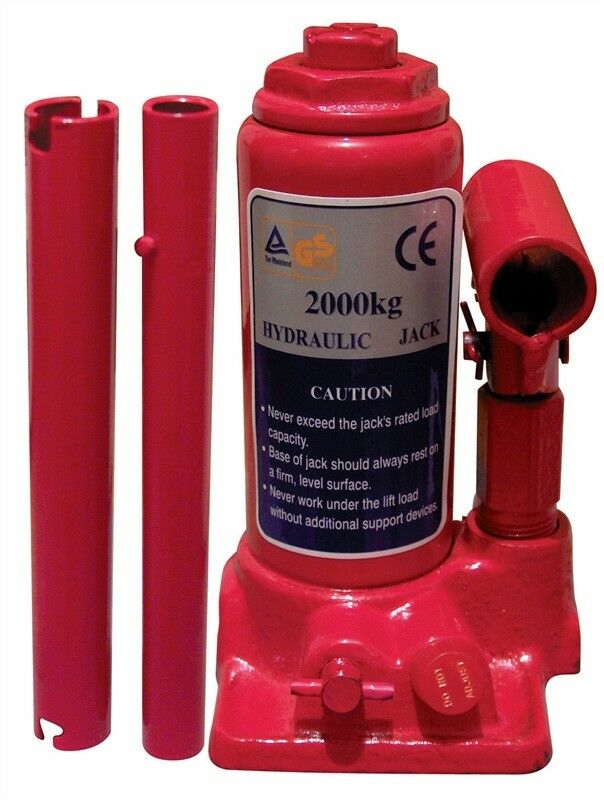 GS
CE
2000kg
HYDRAULIC JACK
CAUTION
• Never exceed the jack's rated load
capacity.
• Base of jack should always rest on
a firm, level surface.
• Never work under the lift load
without additional support devices.
DO NOT
ADJUST